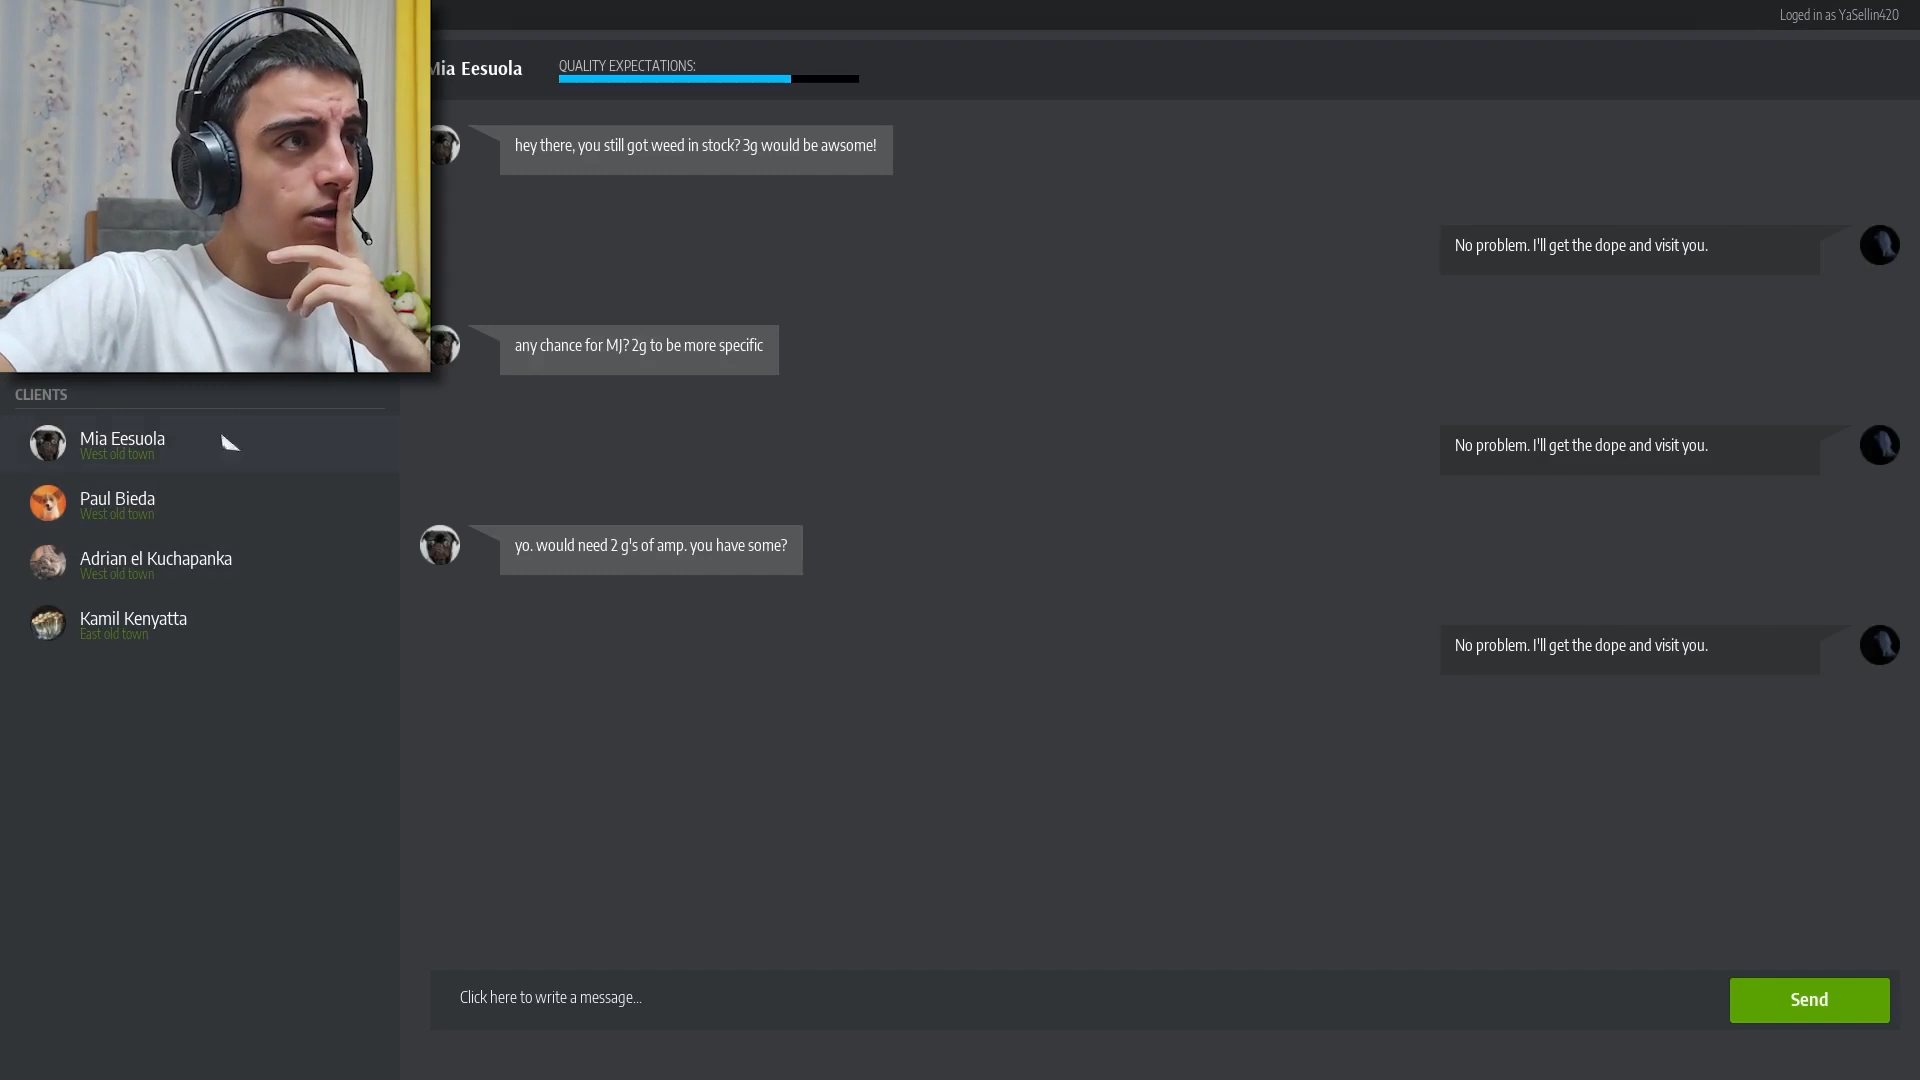 Loged in as YaSellin420
Mia Eesuola
QUALITY EXPECTATIONS:
hey there, you still got weed in stock? 3g would be awsome!
No problem. I'll get the dope and visit you.
any chance for MJ? 2g to be more specific
No problem. I'll get the dope and visit you.
yo. would need 2 g's of amp. you have some?
No problem. I'll get the dope and visit you.
CLIENTS
Mia Eesuola
West old town
Paul Bieda
West old town
Adrian el Kuchapanka
West old town
Kamil Kenyatta
East old town
Click here to write a message...
Send